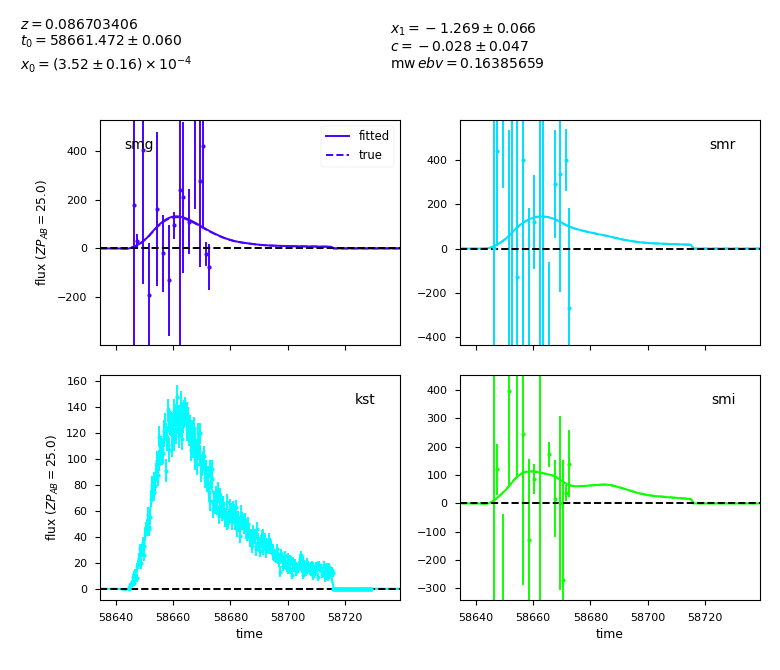 z = 0.086703406
t₀ = 58661.472 ± 0.060
x₀ = (3.52 ± 0.16) × 10⁻⁴
x₁ = −1.269 ± 0.066
c = −0.028 ± 0.047
mw ebv = 0.16385659
flux (ZP_AB = 25.0)
400
200
0
−200
smg
fitted
true
400
200
0
−200
−400
smr
flux (ZP_AB = 25.0)
160
140
120
100
80
60
40
20
0
kst
58640 58660 58680 58700 58720
time
400
300
200
100
0
−100
−200
−300
smi
58640 58660 58680 58700 58720
time